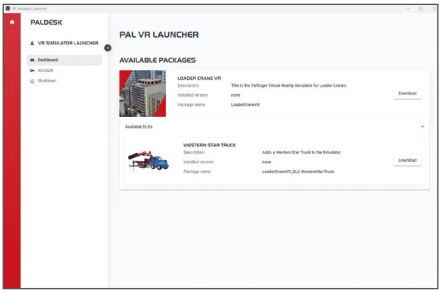 VR Simulator Launcher
PALDESK
VR SIMULATOR LAUNCHER
Dashboard
Account
Shutdown
PAL VR LAUNCHER
AVAILABLE PACKAGES
LOADER CRANE VR
Description This is the Palfinger Virtual Reality Simulator for Loader Cranes.
Installed version none
Package name LoaderCraneVR
Download
Available DLCs
WESTERN STAR TRUCK
Description Adds a Western Star Truck to the Simulator
Installed version none
Package name LoaderCraneVR_DLC-WesternStarTruck
Download